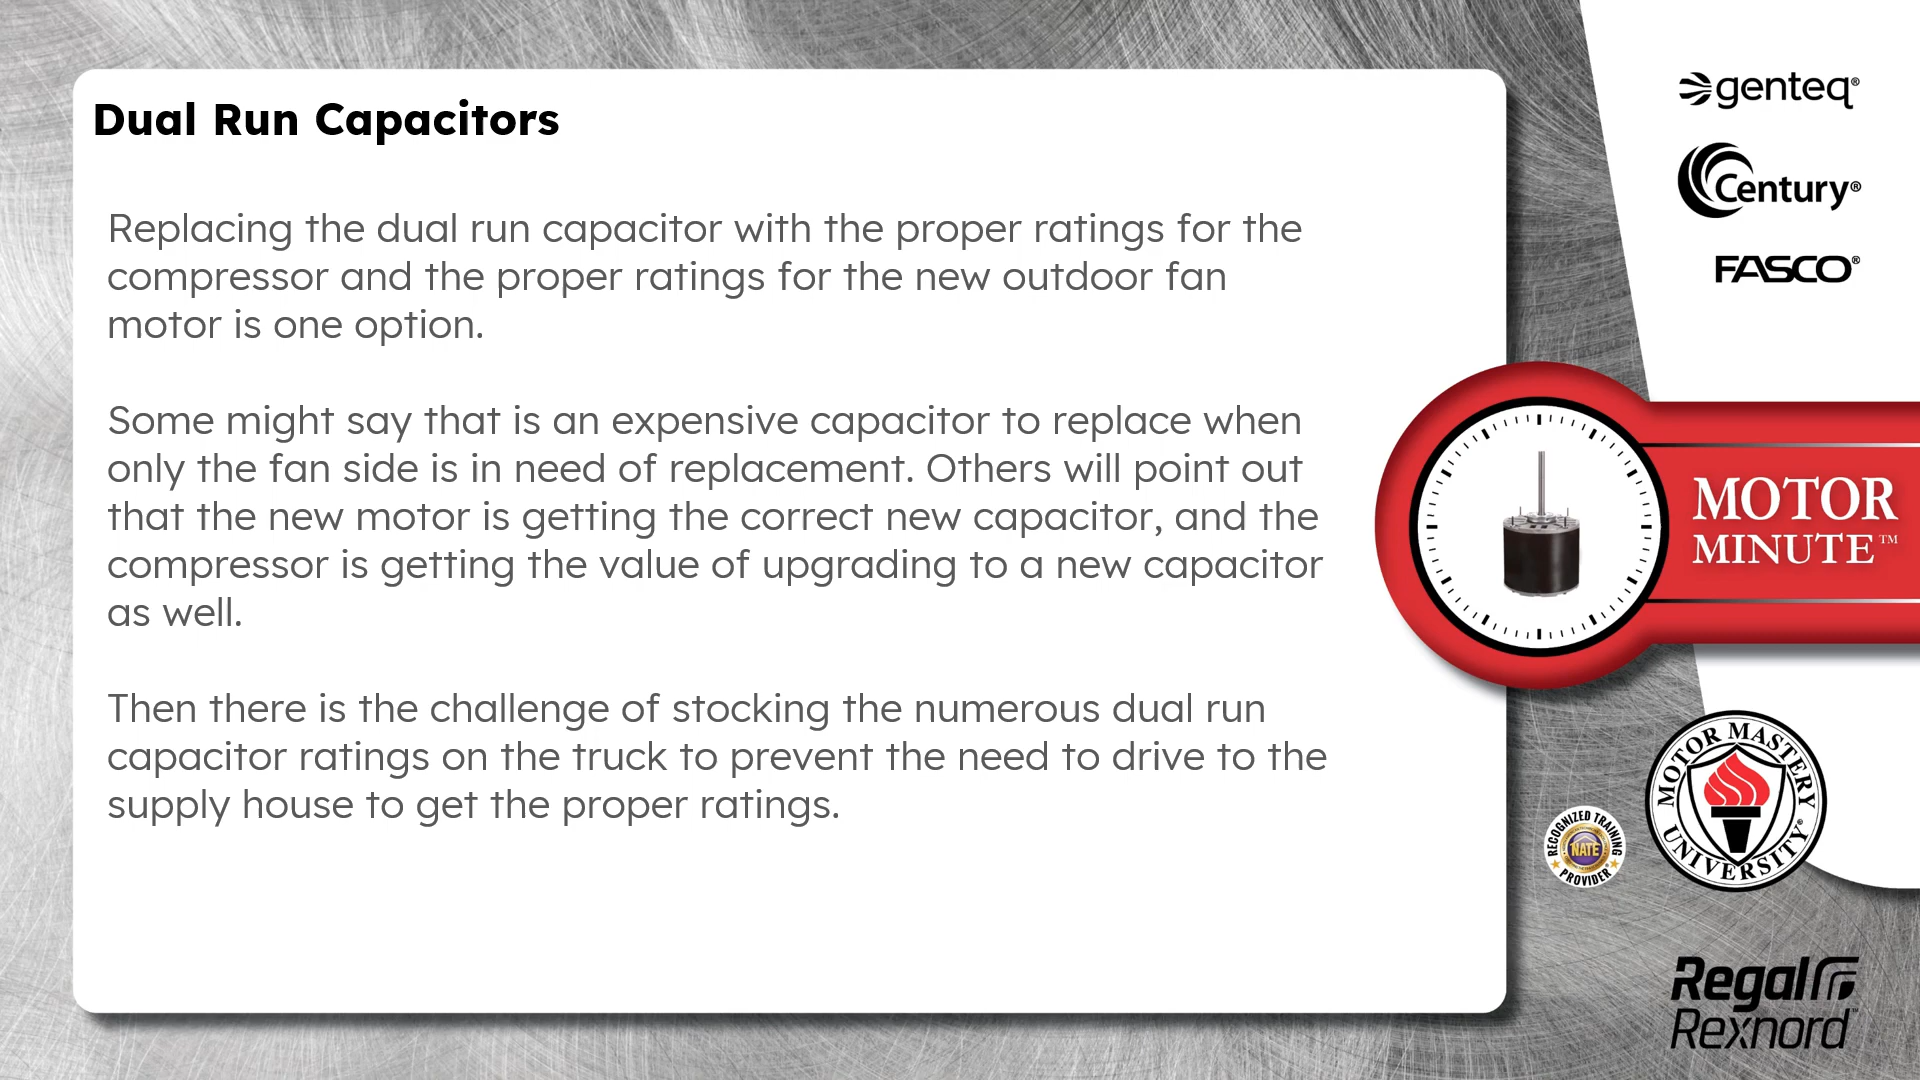 Dual Run Capacitors
Replacing the dual run capacitor with the proper ratings for the
compressor and the proper ratings for the new outdoor fan
motor is one option.
Some might say that is an expensive capacitor to replace when
only the fan side is in need of replacement. Others will point out
that the new motor is getting the correct new capacitor, and the
compressor is getting the value of upgrading to a new capacitor
as well.
Then there is the challenge of stocking the numerous dual run
capacitor ratings on the truck to prevent the need to drive to the
supply house to get the proper ratings.
genteq®
Century®
FASCO®
MOTOR
MINUTE™
MOTOR MASTERY
UNIVERSITY®
RECOGNIZED TRAINING
NATE
PROVIDER
Regal
Rexnord